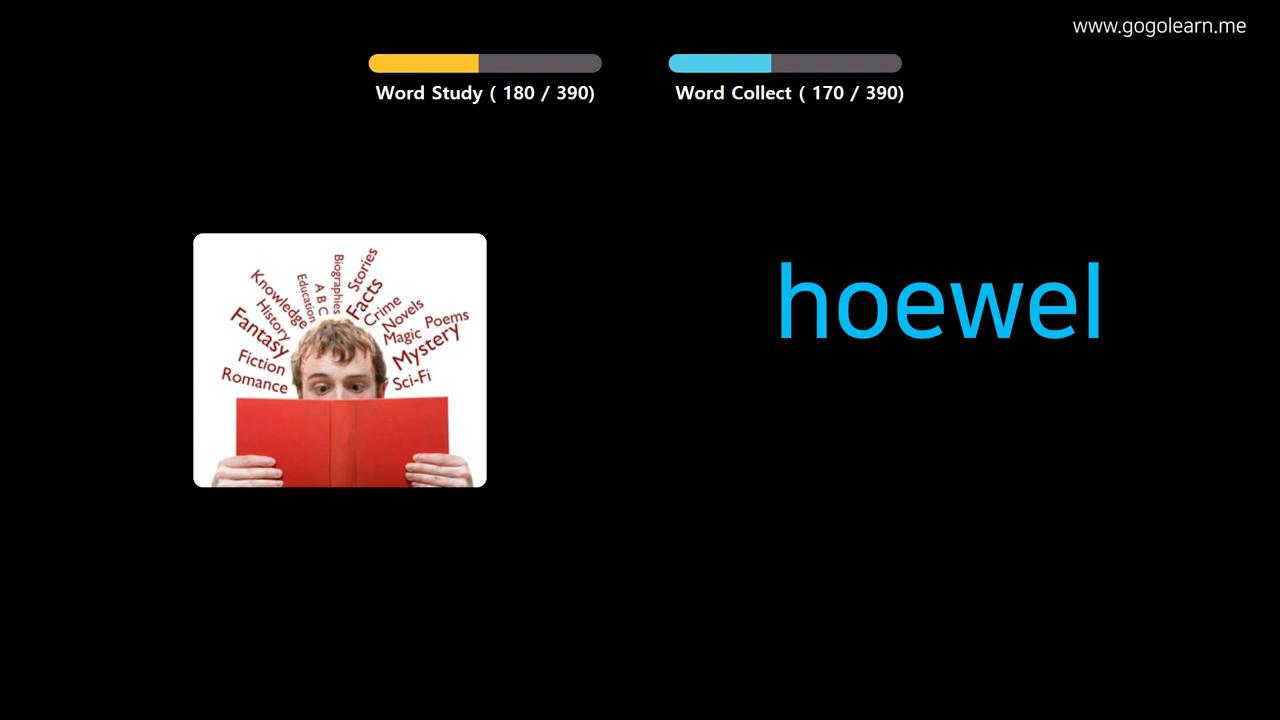 www.gogolearn.me
Word Study ( 180 / 390)
Word Collect ( 170 / 390)
hoewel
Stories
Biographies
Facts
A B C
Education
Knowledge
Crime
History
Novels
Fantasy
Poems
Magic
Mystery
Fiction
Romance
Sci-Fi